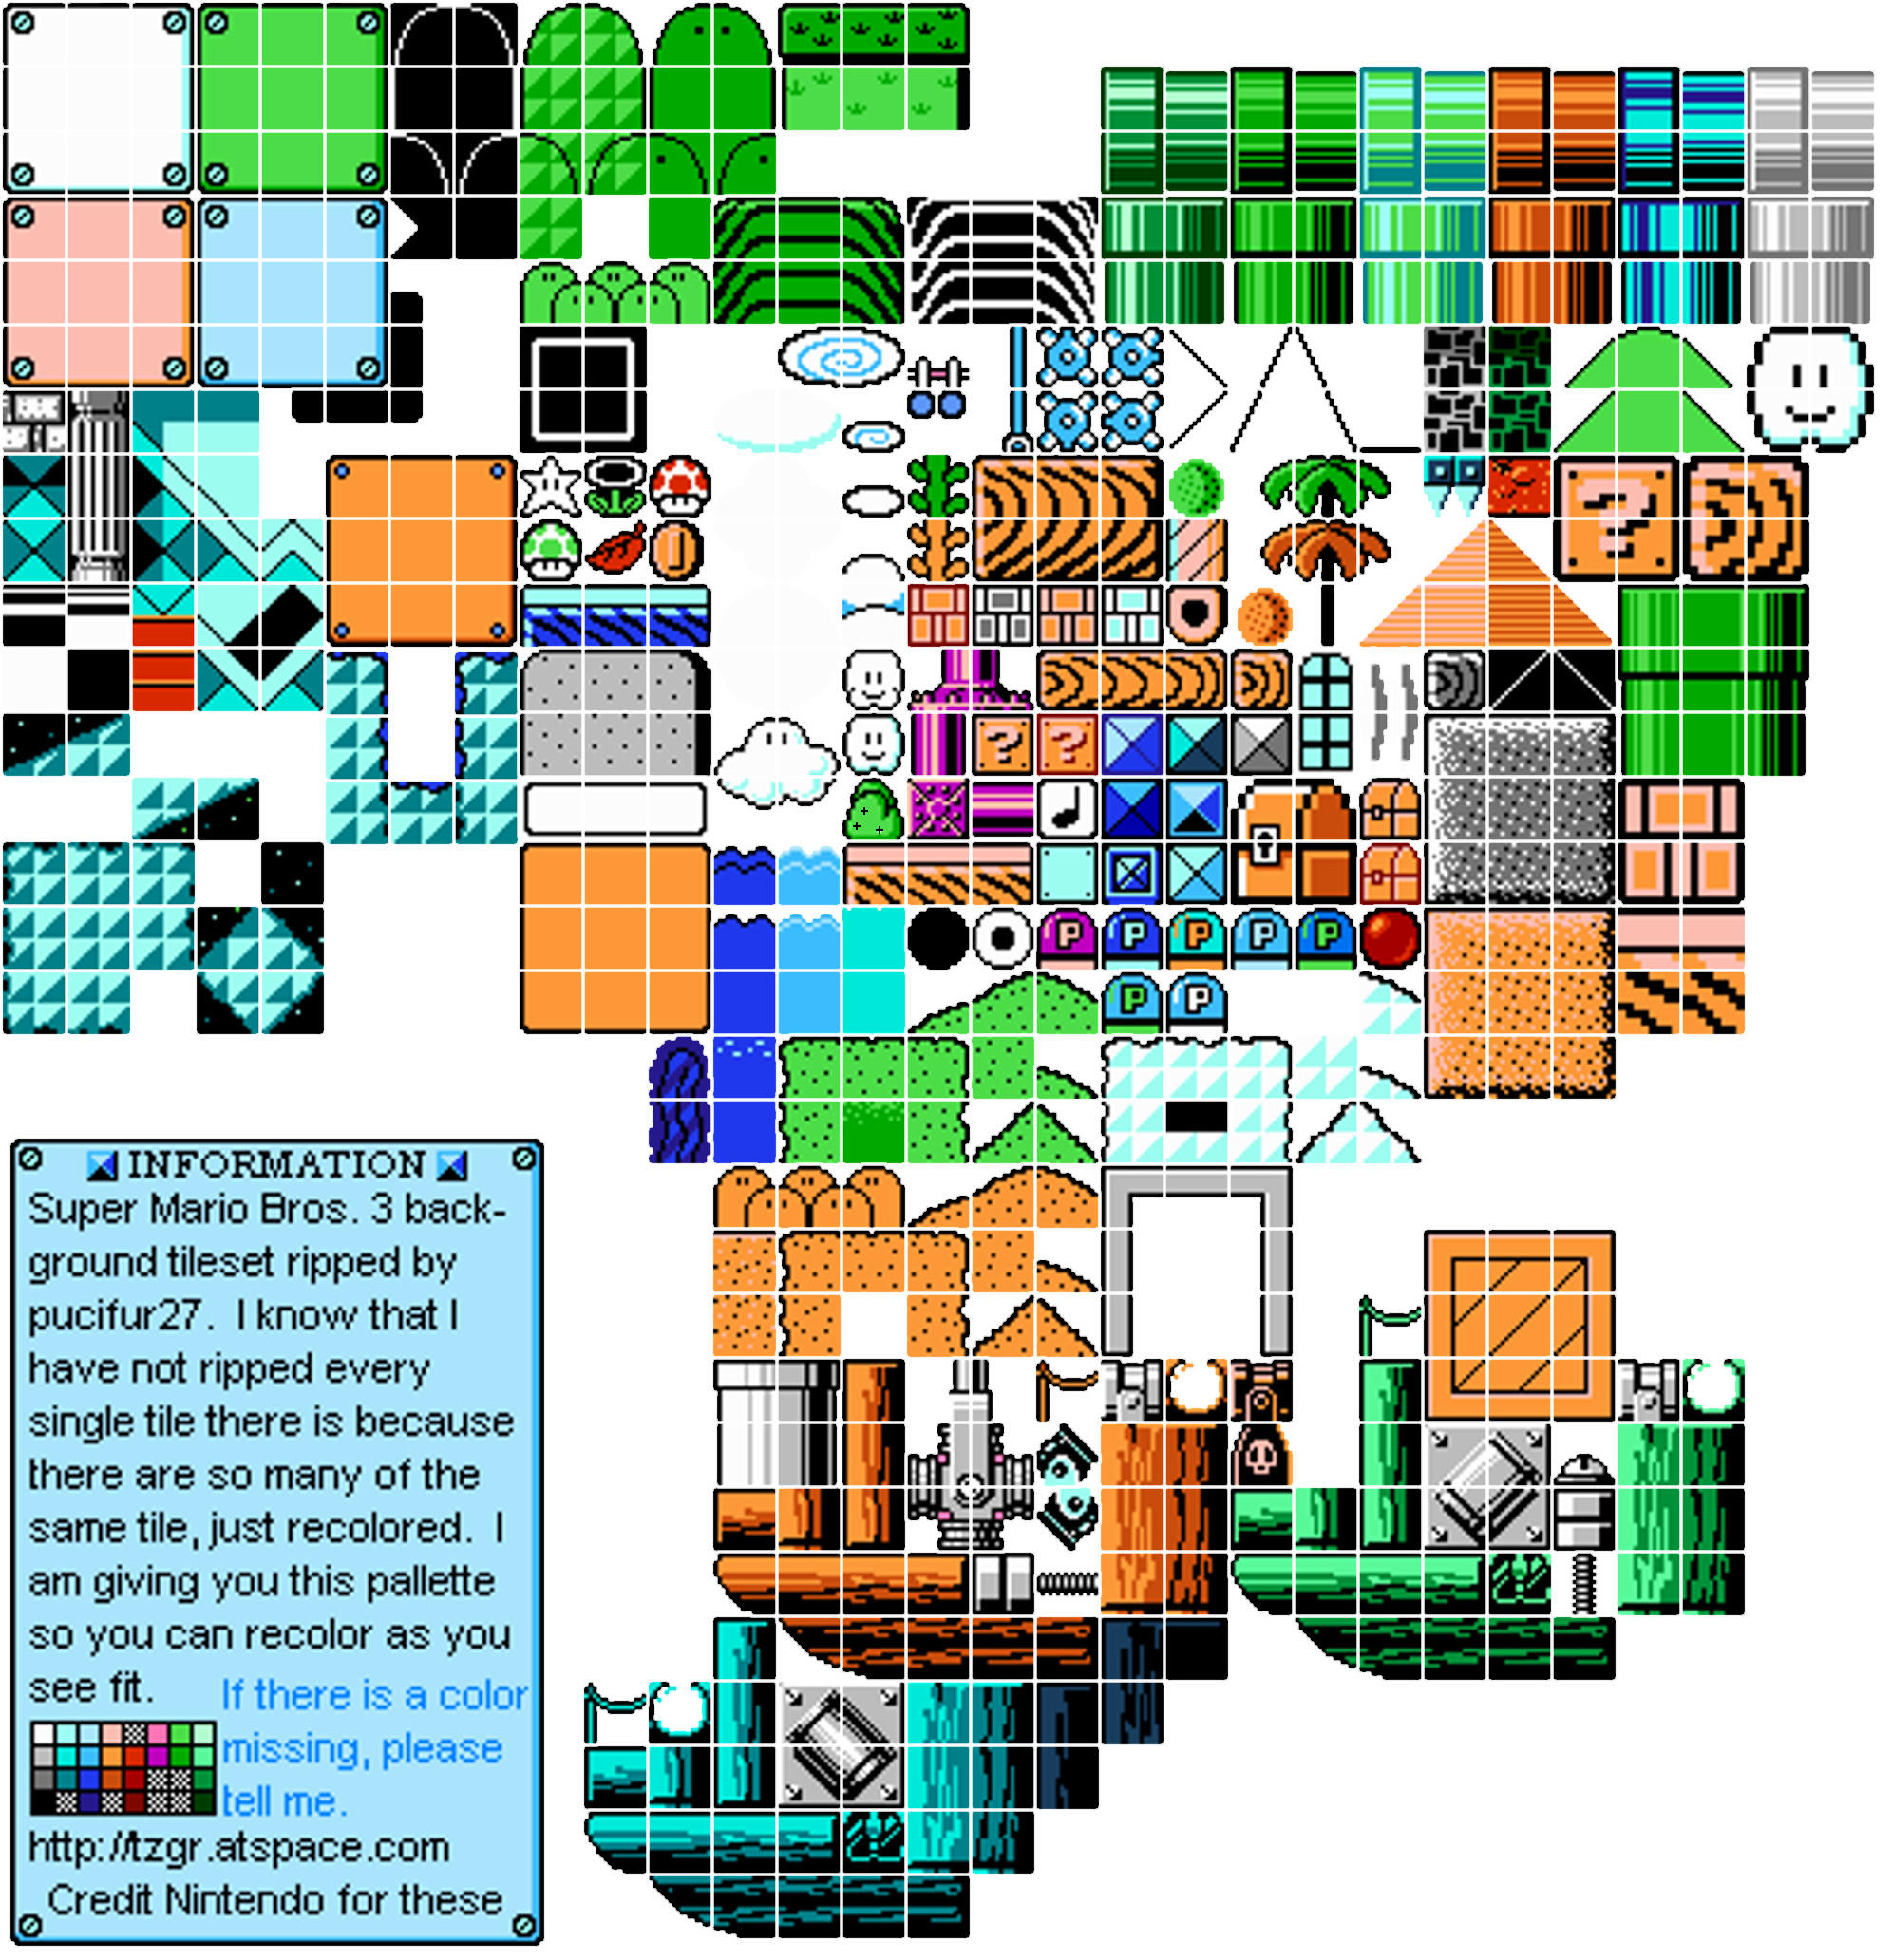 ?
?
?
P
P
P
P
P
P
P
INFORMATION
Super Mario Bros. 3 back-
ground tileset ripped by
pucifur27.  I know that I
have not ripped every
single tile there is because
there are so many of the
same tile, just recolored.  I
am giving you this pallette
so you can recolor as you
see fit.
If there is a color
missing, please
tell me.
http://tzgr.atspace.com
Credit Nintendo for these